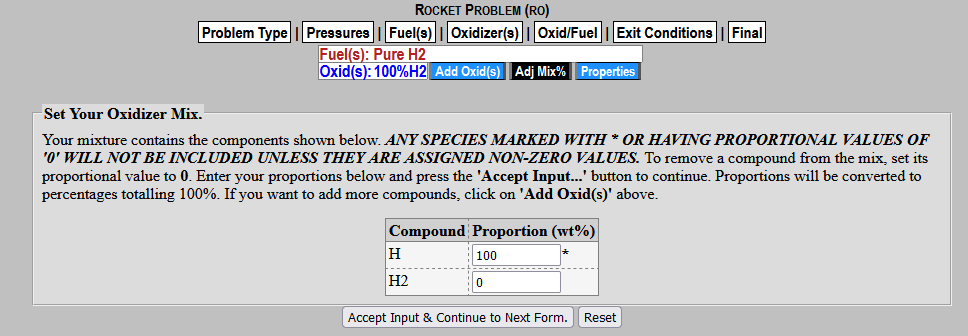 ROCKET PROBLEM (RO)
Problem Type | Pressures | Fuel(s) | Oxidizer(s) | Oxid/Fuel | Exit Conditions | Final
Fuel(s): Pure H2
Oxid(s): 100%H2 Add Oxid(s) Adj Mix% Properties
Set Your Oxidizer Mix.
Your mixture contains the components shown below. ANY SPECIES MARKED WITH * OR HAVING PROPORTIONAL VALUES OF
'0' WILL NOT BE INCLUDED UNLESS THEY ARE ASSIGNED NON-ZERO VALUES. To remove a compound from the mix, set its
proportional value to 0. Enter your proportions below and press the 'Accept Input...' button to continue. Proportions will be converted to
percentages totalling 100%. If you want to add more compounds, click on 'Add Oxid(s)' above.
Compound Proportion (wt%)
H 100 *
H2 0
Accept Input & Continue to Next Form. Reset